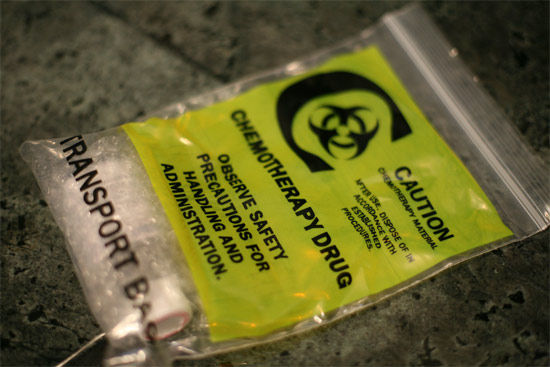 CAUTION
CHEMOTHERAPY MATERIAL
AFTER USE, DISPOSE OF IN
ACCORDANCE WITH
ESTABLISHED
PROCEDURES.
CHEMOTHERAPY DRUG
OBSERVE SAFETY
PRECAUTIONS FOR
HANDLING AND
ADMINISTRATION.
TRANSPORT BAG